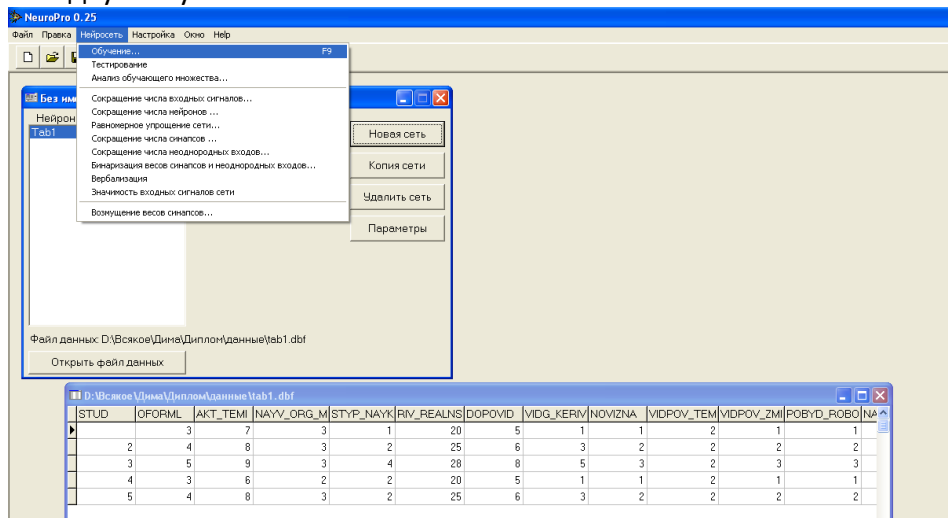 NeuroPro 0.25
Файл Правка Нейросеть Настройка Окно Help
Обучение... F9
Тестирование
Анализ обучающего множества...
Сокращение числа входных сигналов...
Сокращение числа нейронов ...
Равномерное упрощение сети...
Сокращение числа синапсов ...
Сокращение числа неоднородных входов...
Бинаризация весов синапсов и неоднородных входов...
Вербализация
Значимость входных сигналов сети
Возмущение весов синапсов...
Без им
Нейрон
Tab1
Новая сеть
Копия сети
Удалить сеть
Параметры
Файл данных: D:\Всякое\Дима\Диплом\данные\tab1.dbf
Открыть файл данных
D:\Всякое\Дима\Диплом\данные\tab1.dbf
STUD OFORML AKT_TEMI NAYV_ORG_M STYP_NAYK RIV_REALNS DOPOVID VIDG_KERIV NOVIZNA VIDPOV_TEM VIDPOV_ZMI POBYD_ROBO NA
3 7 3 1 20 5 1 1 2 1 1
2 4 8 3 2 25 6 3 2 2 2 2
3 5 9 3 4 28 8 5 3 2 3 3
4 3 6 2 2 20 5 1 1 2 1 1
5 4 8 3 2 25 6 3 2 2 2 2